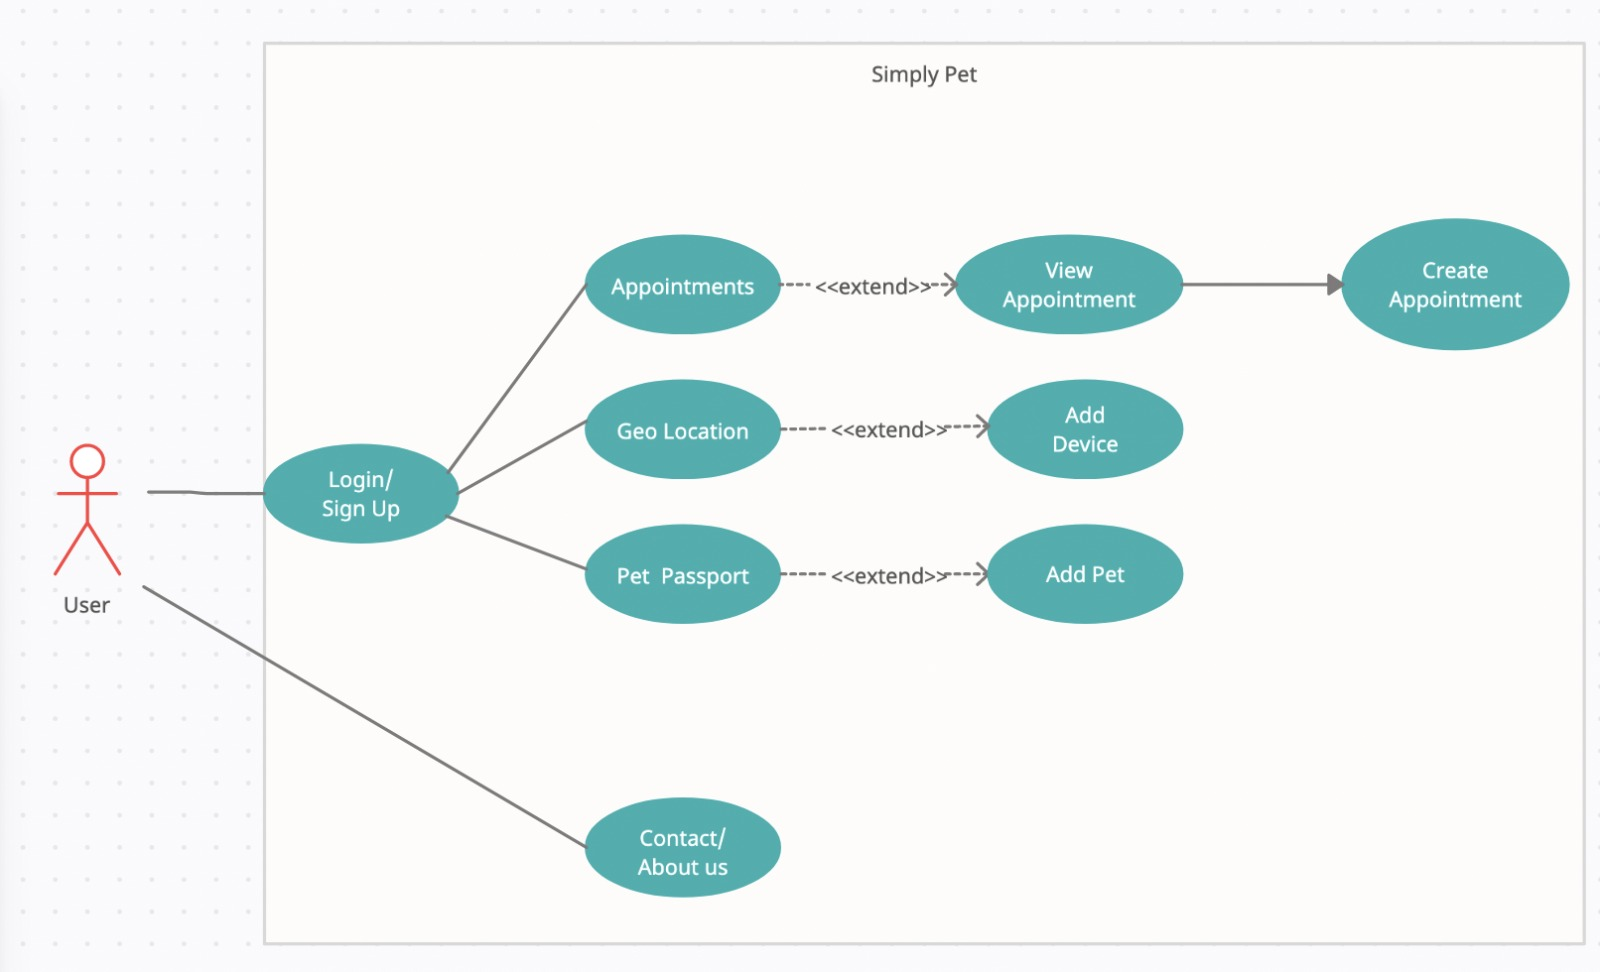 Simply Pet
Appointments
<<extend>>
View
Appointment
Create
Appointment
Geo Location
<<extend>>
Add
Device
Login/
Sign Up
Pet  Passport
<<extend>>
Add Pet
User
Contact/
About us